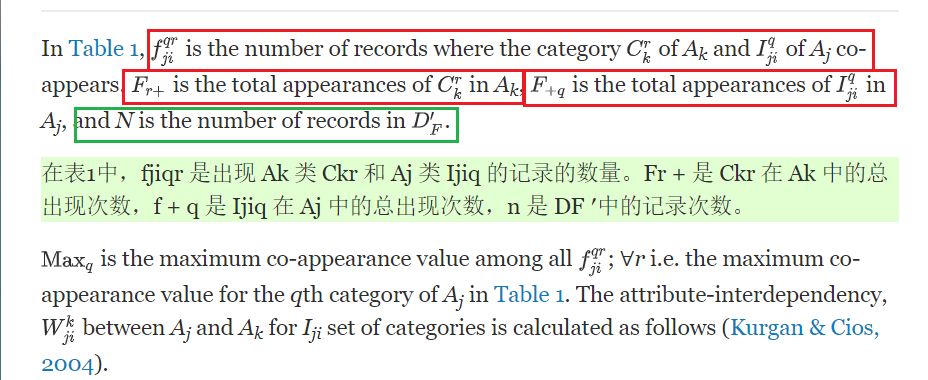 In Table 1, f_{ji}^{qr} is the number of records where the category C_k^r of A_k and I_{ji}^q of A_j co-
appears. F_{r+} is the total appearances of C_k^r in A_k, F_{+q} is the total appearances of I_{ji}^q in
A_j, and N is the number of records in D'_F.
在表1中，fjiqr 是出现 Ak 类 Ckr 和 Aj 类 Ijiq 的记录的数量。Fr + 是 Ckr 在 Ak 中的总
出现次数，f + q 是 Ijiq 在 Aj 中的总出现次数，n 是 DF ′中的记录次数。
Max_q is the maximum co-appearance value among all f_{ji}^{qr}; ∀r i.e. the maximum co-
appearance value for the qth category of A_j in Table 1. The attribute-interdependency,
W_{ji}^k between A_j and A_k for I_{ji} set of categories is calculated as follows (Kurgan & Cios,
2004).